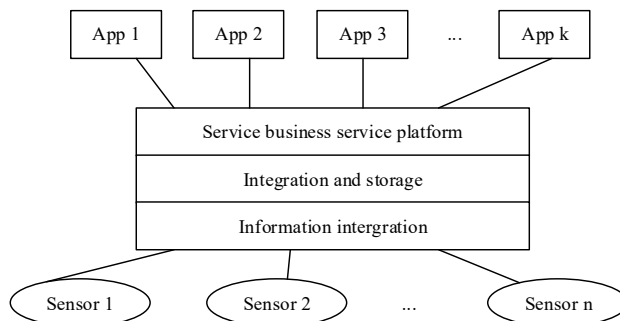 App 1 App 2 App 3 ... App k
Service business service platform
Integration and storage
Information intergration
Sensor 1 Sensor 2 ... Sensor n